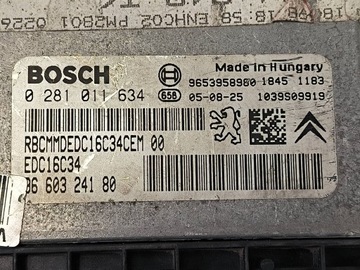 BOSCH
Made in Hungary
9653958980 1845 1183
0 281 011 634 658 05-08-25 1039S09919
RBCMMDEDC16C34CEM 00
EDC16C34
96 603 241 80